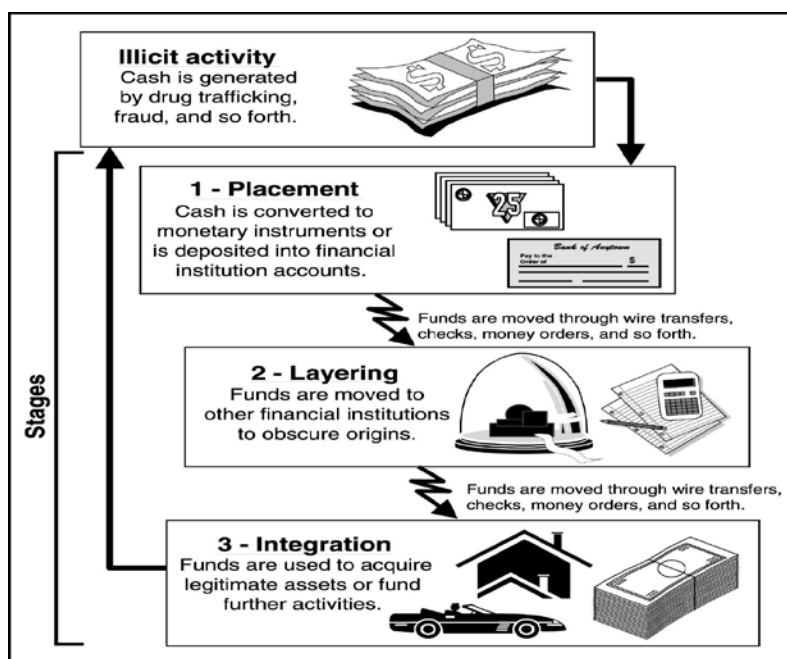 Illicit activity
Cash is generated
by drug trafficking,
fraud, and so forth.
1 - Placement
Cash is converted to
monetary instruments or
is deposited into financial
institution accounts.
25
Bank of Anytown
Pay to the
Order of
$
Funds are moved through wire transfers,
checks, money orders, and so forth.
2 - Layering
Funds are moved to
other financial institutions
to obscure origins.
Funds are moved through wire transfers,
checks, money orders, and so forth.
3 - Integration
Funds are used to acquire
legitimate assets or fund
further activities.
Stages